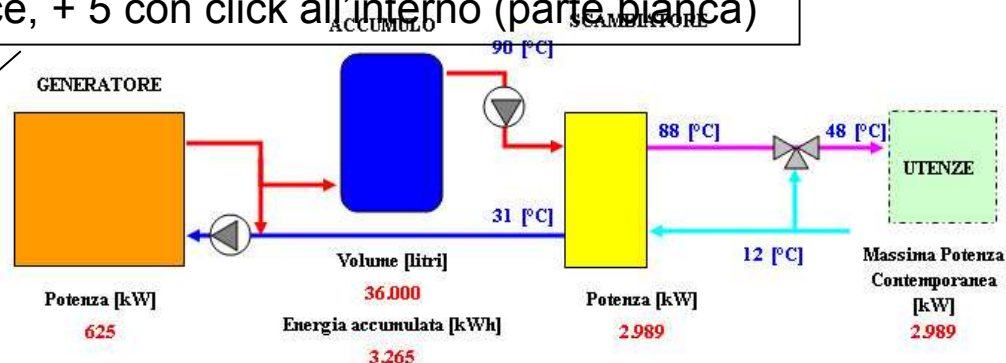 ce, + 5 con click all'interno (parte bianca)
ACCUMULO
SCAMBIATORE
90 [°C]
GENERATORE
88 [°C]
48 [°C]
UTENZE
31 [°C]
12 [°C]
Volume [litri]
36.000
Energia accumulata [kWh]
3.265
Potenza [kW]
625
Potenza [kW]
2.989
Massima Potenza
Contemporanea
[kW]
2.989